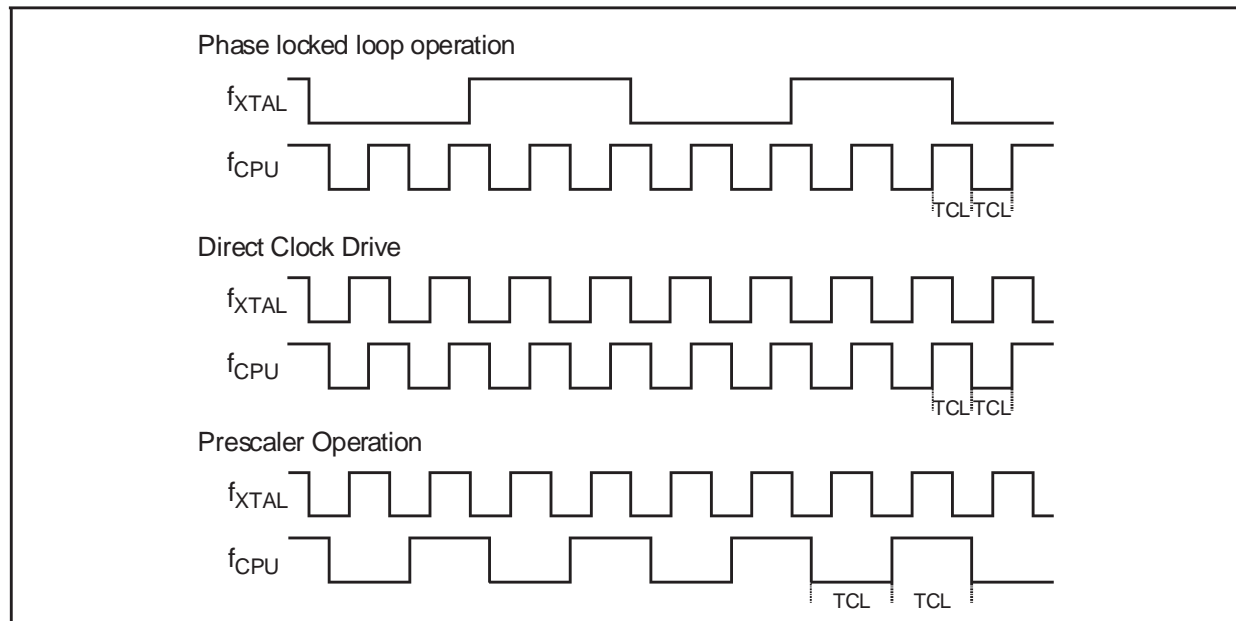 Phase locked loop operation
fXTAL
fCPU
TCL TCL
Direct Clock Drive
fXTAL
fCPU
TCL TCL
Prescaler Operation
fXTAL
fCPU
TCL TCL